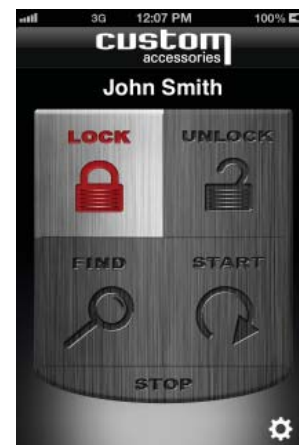 3G 12:07 PM 100%
custom
accessories
John Smith
LOCK UNLOCK
FIND START
STOP